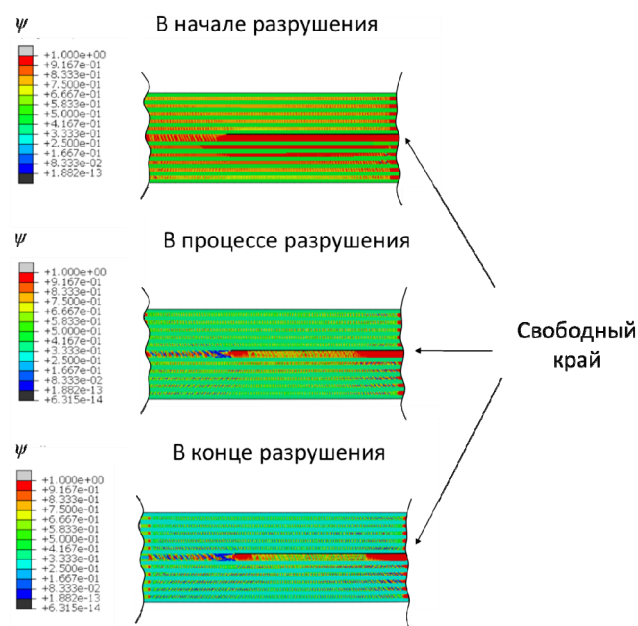 ψ
В начале разрушения
+1.000e+00
+9.167e-01
+8.333e-01
+7.500e-01
+6.667e-01
+5.833e-01
+5.000e-01
+4.167e-01
+3.333e-01
+2.500e-01
+1.667e-01
+8.333e-02
+1.882e-13
В процессе разрушения
ψ
+1.000e+00
+9.167e-01
+8.333e-01
+7.500e-01
+6.667e-01
+5.833e-01
+5.000e-01
+4.167e-01
+3.333e-01
+2.500e-01
+1.667e-01
+8.333e-02
+1.882e-13
+6.315e-14
Свободный
край
В конце разрушения
ψ
+1.000e+00
+9.167e-01
+8.333e-01
+7.500e-01
+6.667e-01
+5.833e-01
+5.000e-01
+4.167e-01
+3.333e-01
+2.500e-01
+1.667e-01
+8.333e-02
+1.882e-13
+6.315e-14